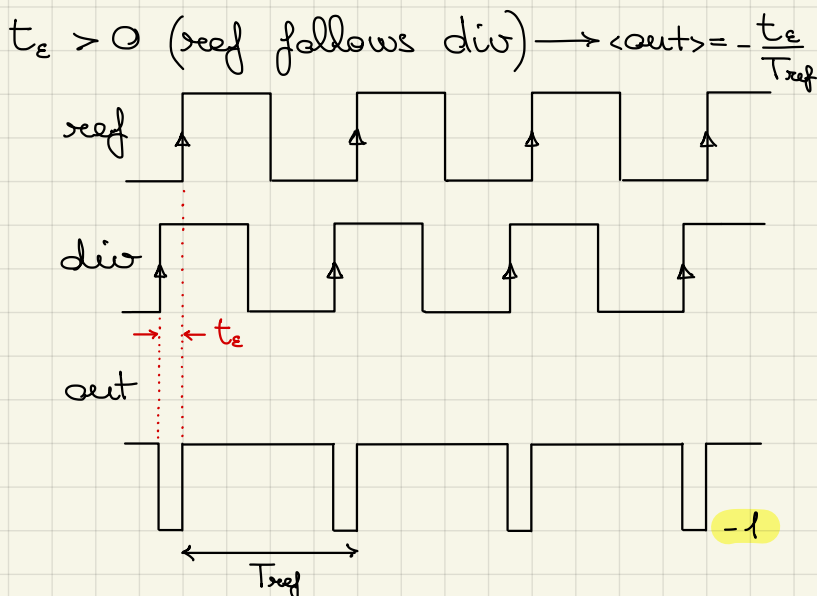 tε > 0 (ref follows div) → <out> = - tε/Tref
ref
div
tε
out
-1
Tref